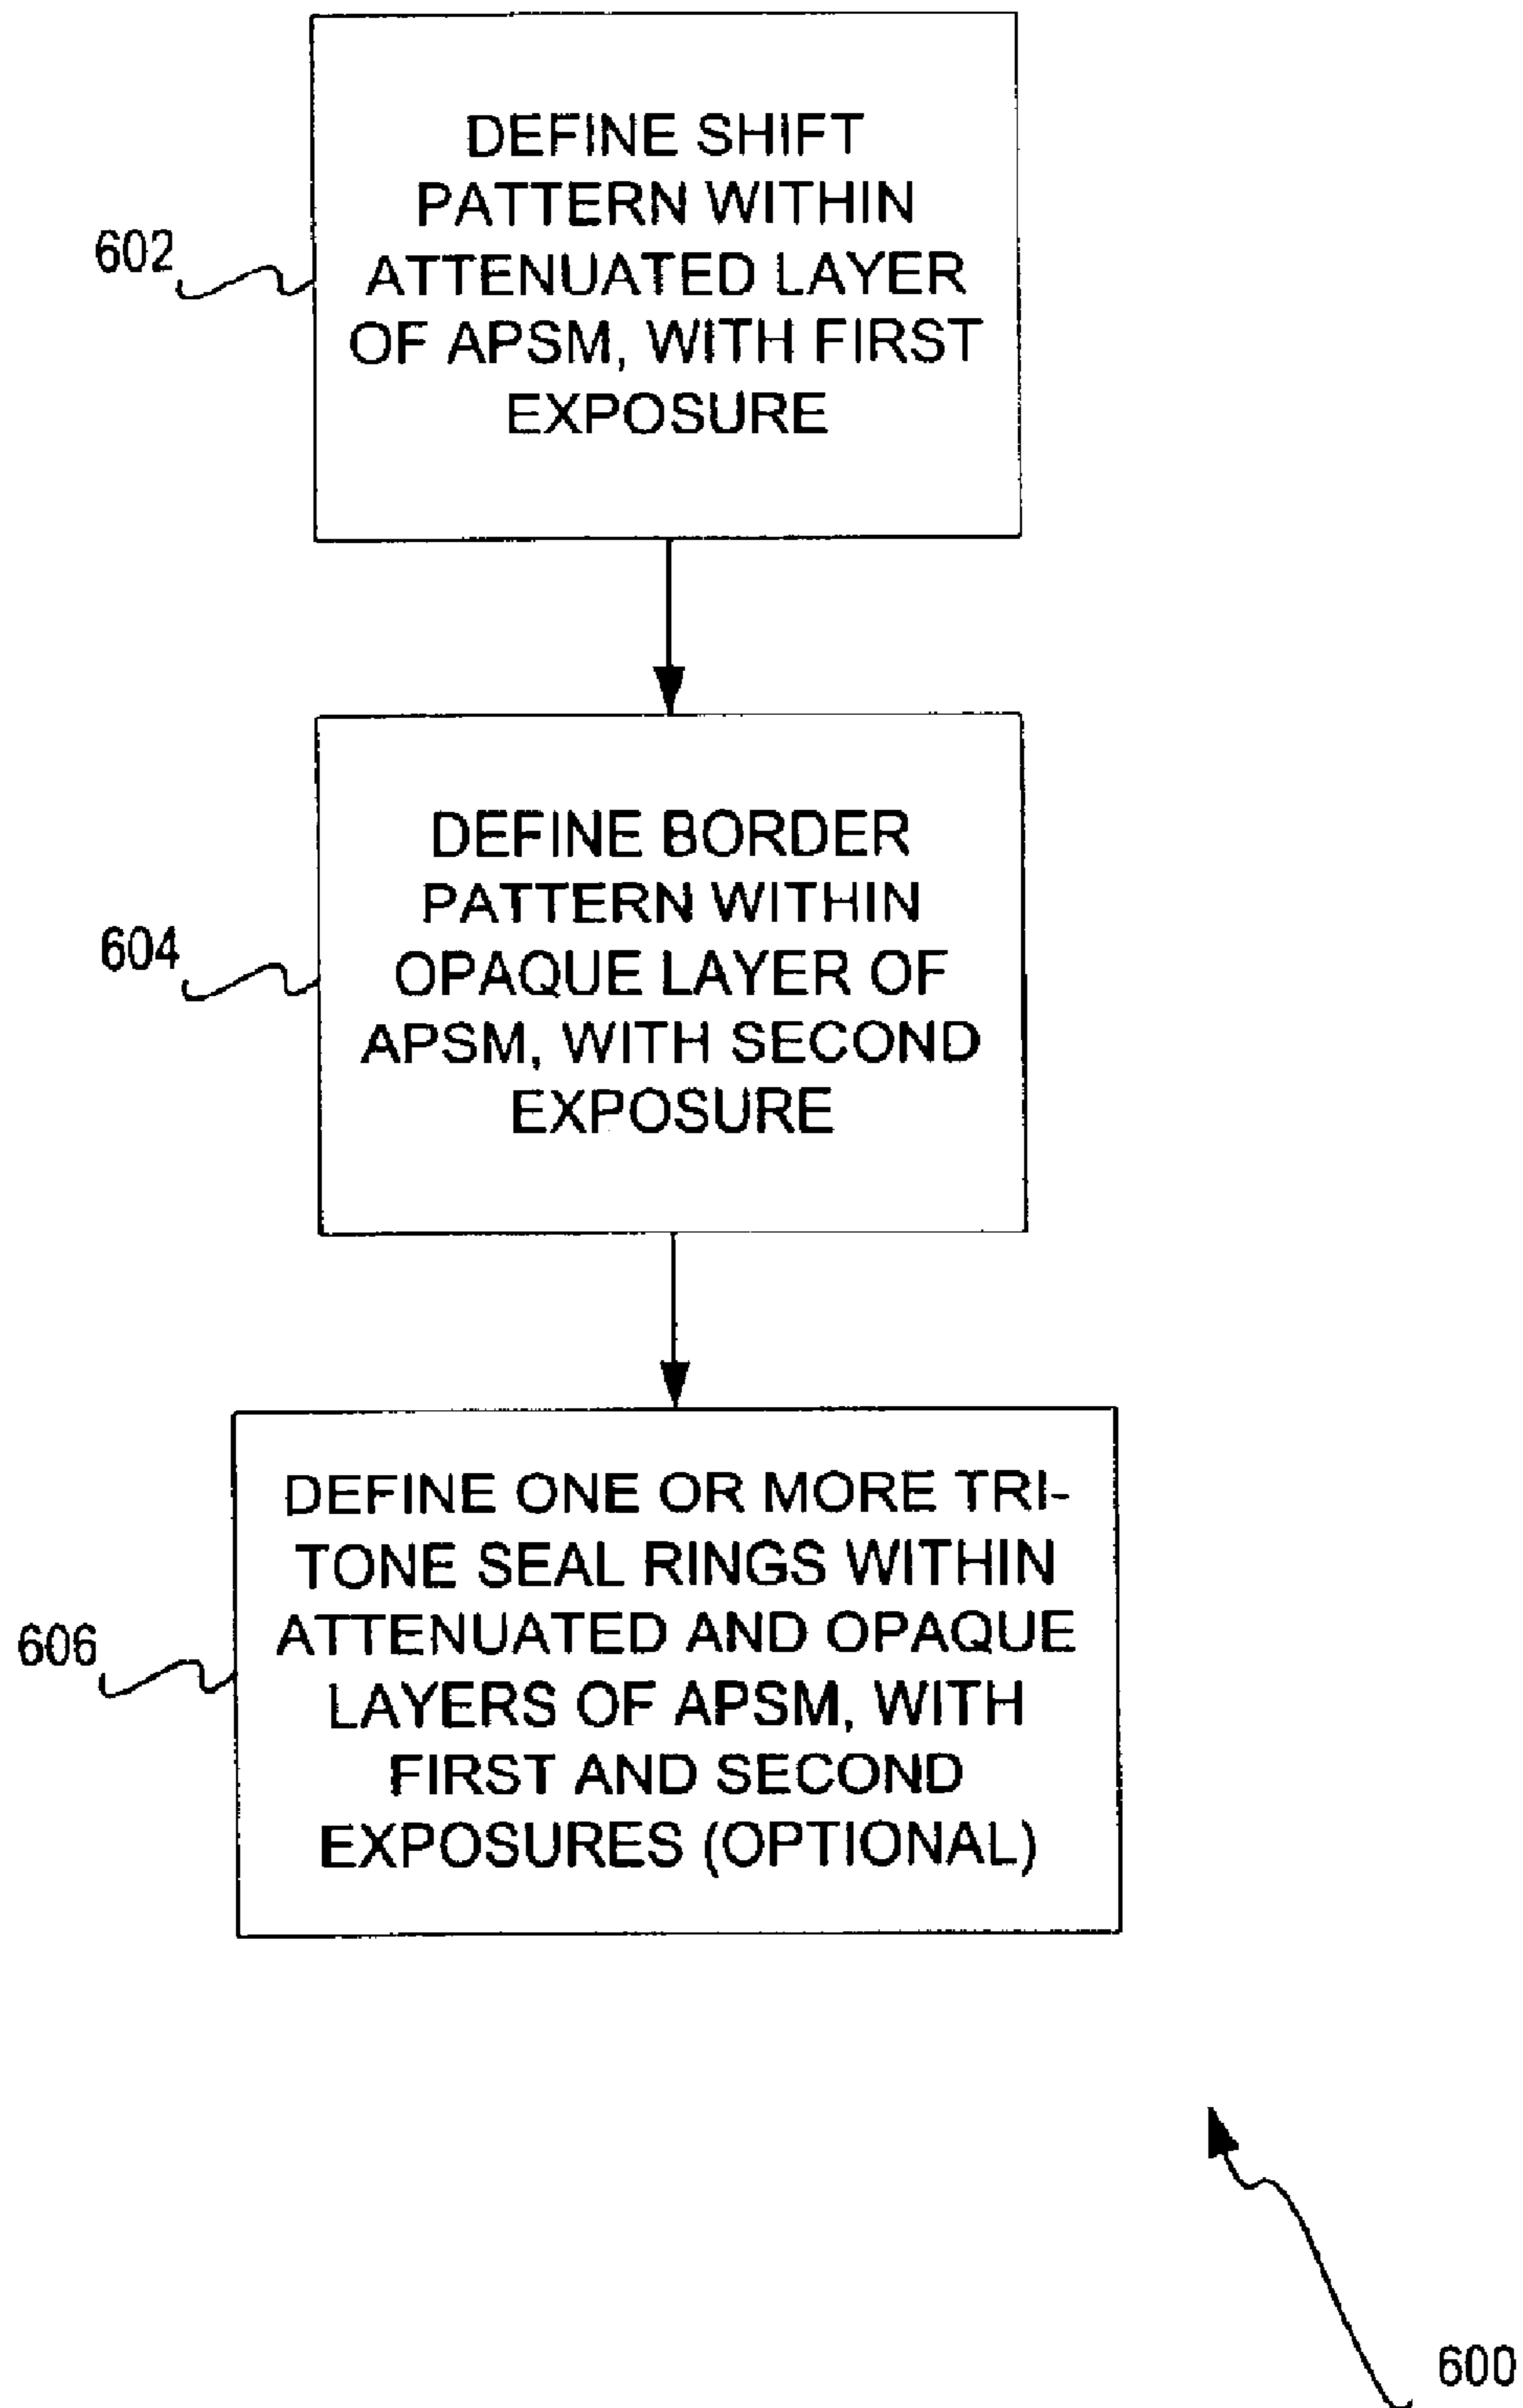 DEFINE SHIFT
PATTERN WITHIN
ATTENUATED LAYER
OF APSM, WITH FIRST
EXPOSURE
602
DEFINE BORDER
PATTERN WITHIN
OPAQUE LAYER OF
APSM, WITH SECOND
EXPOSURE
604
DEFINE ONE OR MORE TRI-
TONE SEAL RINGS WITHIN
ATTENUATED AND OPAQUE
LAYERS OF APSM, WITH
FIRST AND SECOND
EXPOSURES (OPTIONAL)
606
600